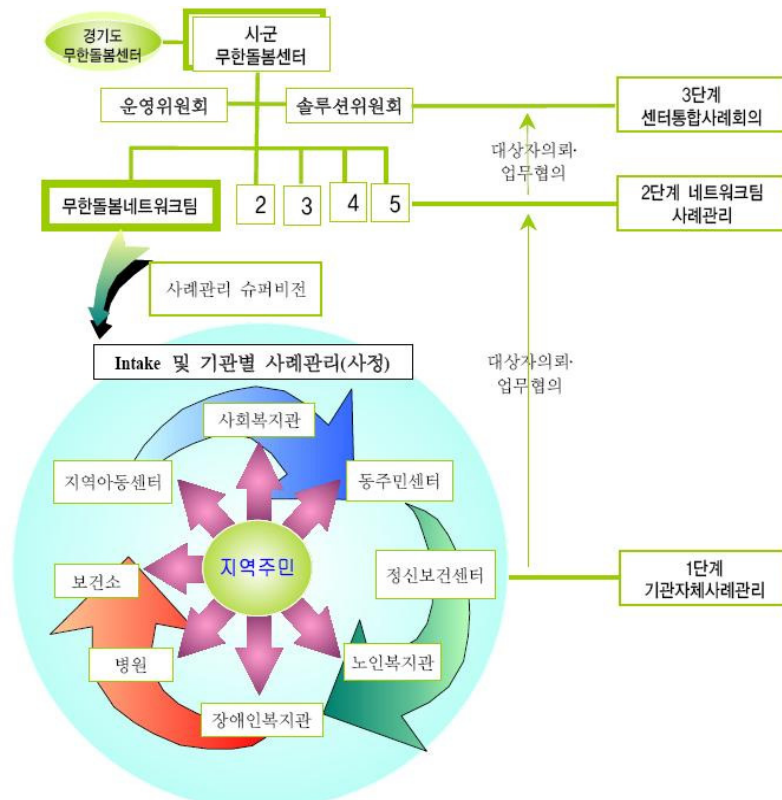 경기도
무한돌봄센터
시·군
무한돌봄센터
운영위원회
솔루션위원회
3단계
센터통합사례회의
대상자의뢰·
업무협의
무한돌봄네트워크팀
2
3
4
5
2단계 네트워크팀
사례관리
사례관리 슈퍼비전
Intake 및 기관별 사례관리(사정)
대상자의뢰·
업무협의
사회복지관
지역아동센터
동주민센터
지역주민
보건소
정신보건센터
1단계
기관자체사례관리
병원
노인복지관
장애인복지관